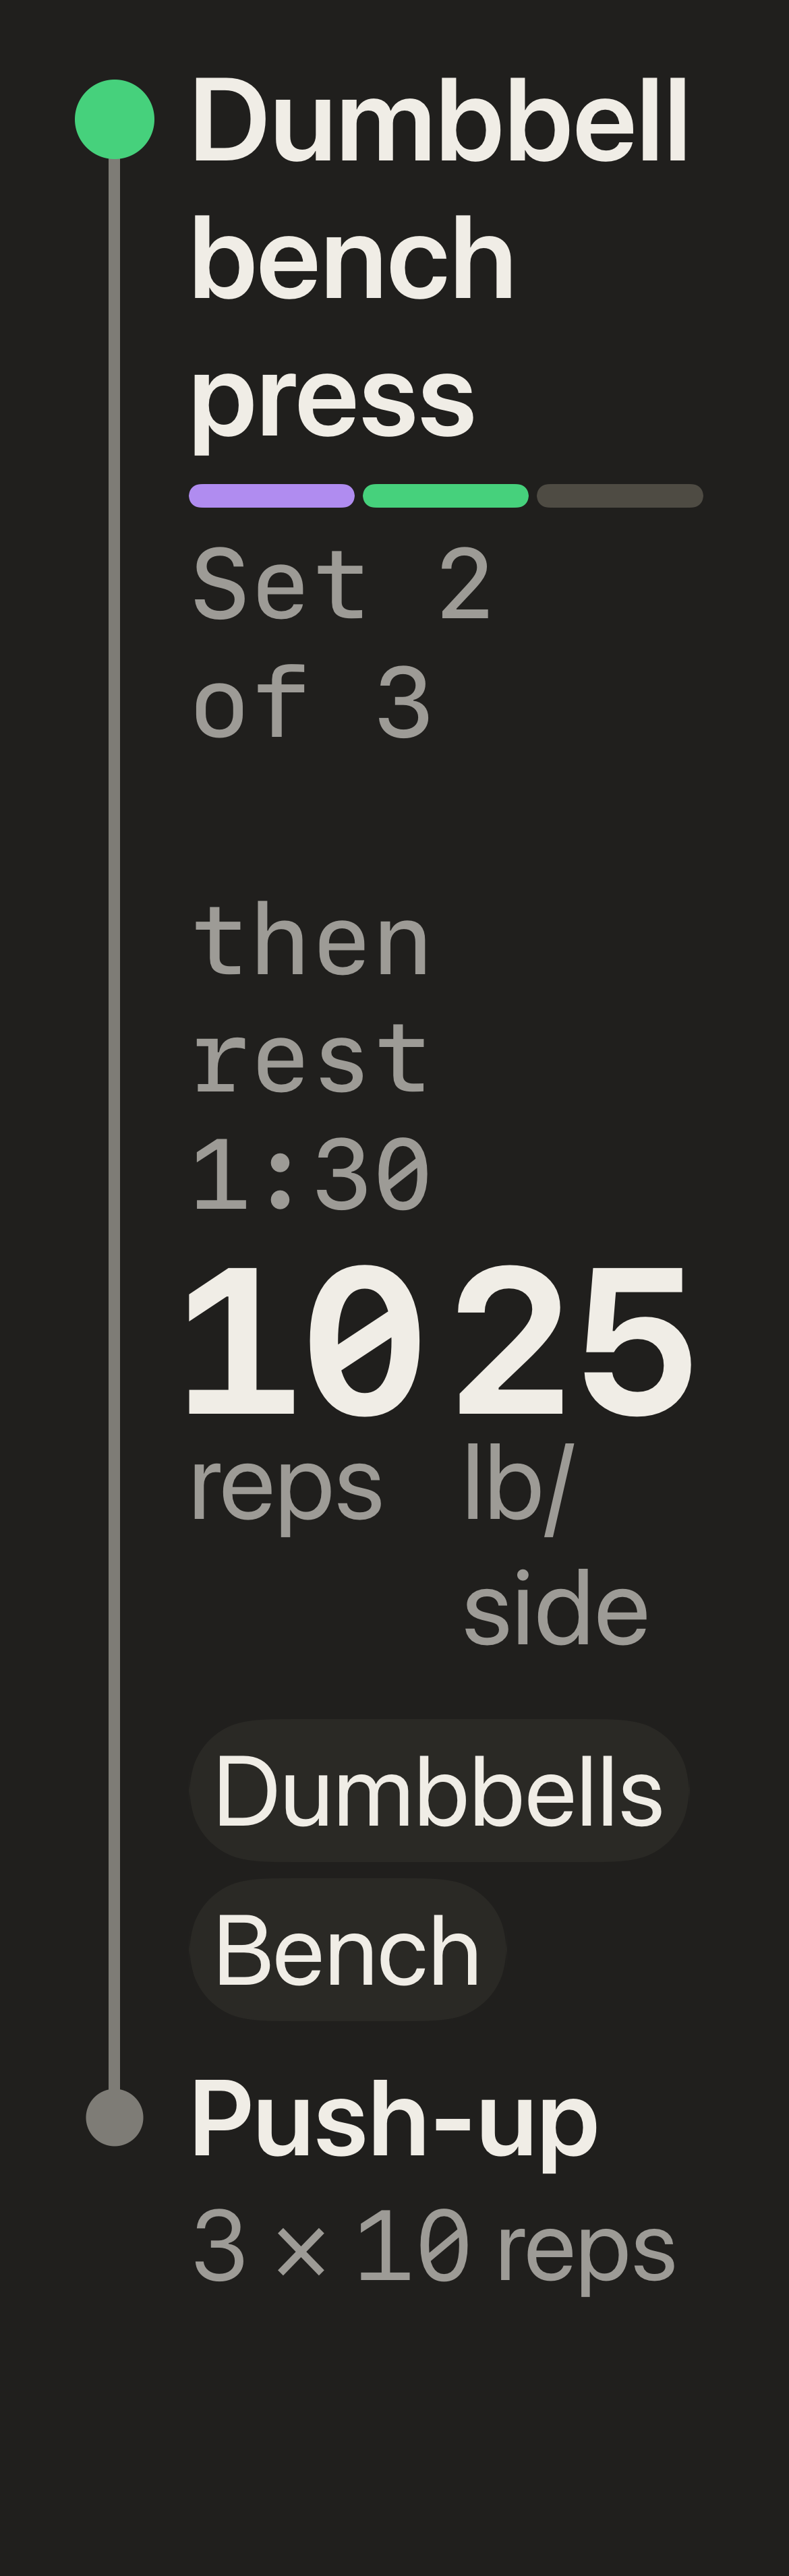 Dumbbell
bench
press
Set 2
of 3
then
rest
1:30
10 25
reps lb/
side
Dumbbells
Bench
Push-up
3 × 10 reps